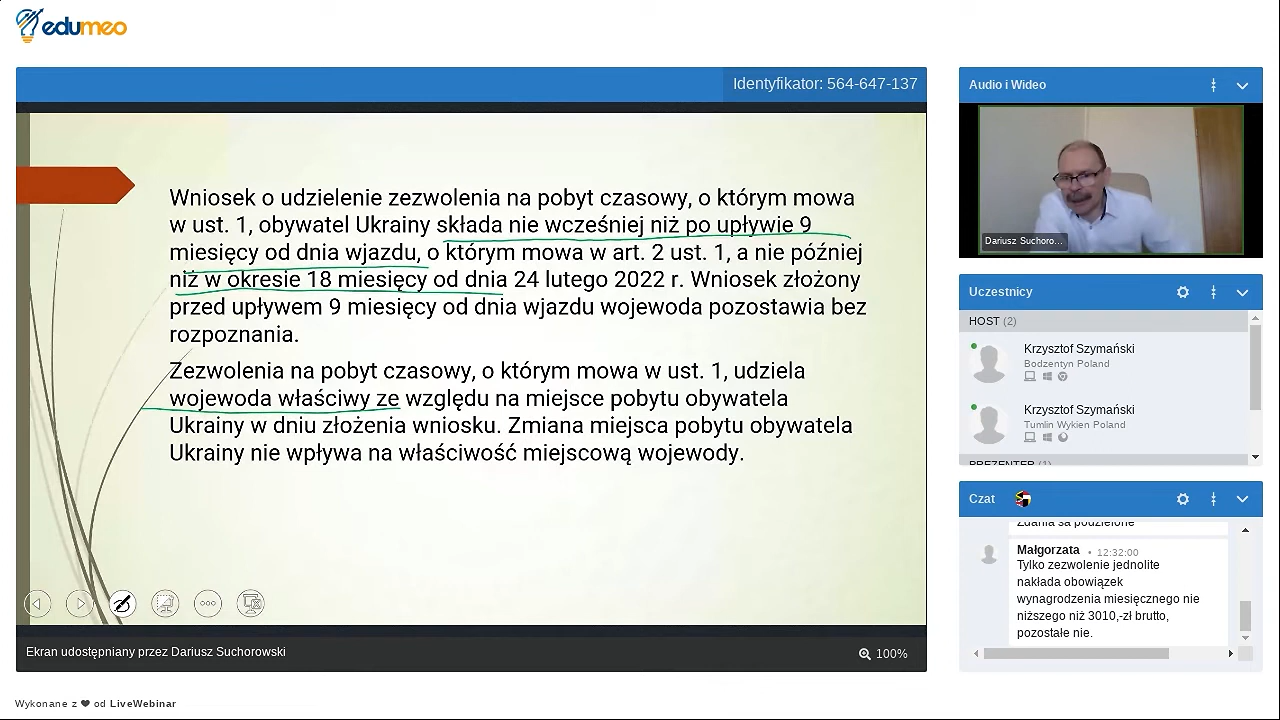 edumeo
Identyfikator: 564-647-137
Wniosek o udzielenie zezwolenia na pobyt czasowy, o którym mowa
w ust. 1, obywatel Ukrainy składa nie wcześniej niż po upływie 9
miesięcy od dnia wjazdu, o którym mowa w art. 2 ust. 1, a nie później
niż w okresie 18 miesięcy od dnia 24 lutego 2022 r. Wniosek złożony
przed upływem 9 miesięcy od dnia wjazdu wojewoda pozostawia bez
rozpoznania.
Zezwolenia na pobyt czasowy, o którym mowa w ust. 1, udziela
wojewoda właściwy ze względu na miejsce pobytu obywatela
Ukrainy w dniu złożenia wniosku. Zmiana miejsca pobytu obywatela
Ukrainy nie wpływa na właściwość miejscową wojewody.
Ekran udostępniany przez Dariusz Suchorowski
100%
Audio i Wideo
Dariusz Suchoro...
Uczestnicy
HOST (2)
Krzysztof Szymański
Bodzentyn Poland
Krzysztof Szymański
Tumlin Wykien Poland
PREZENTER (1)
Czat
Zdania są podzielone
Małgorzata • 12:32:00
Tylko zezwolenie jednolite
nakłada obowiązek
wynagrodzenia miesięcznego nie
niższego niż 3010,-zł brutto,
pozostałe nie.
Wykonane z ❤ od LiveWebinar